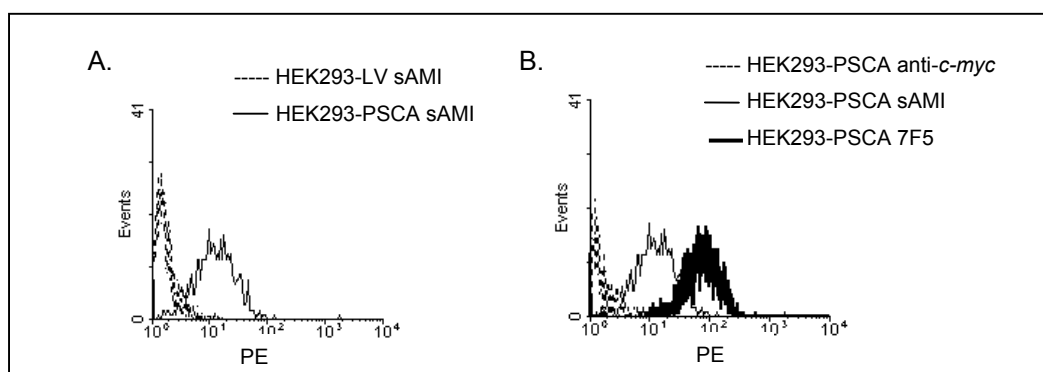 A.
HEK293-LV sAMI
HEK293-PSCA sAMI
41
Events
0
10⁰ 10¹ 10² 10³ 10⁴
PE
B.
HEK293-PSCA anti-c-myc
HEK293-PSCA sAMI
HEK293-PSCA 7F5
41
Events
0
10⁰ 10¹ 10² 10³ 10⁴
PE